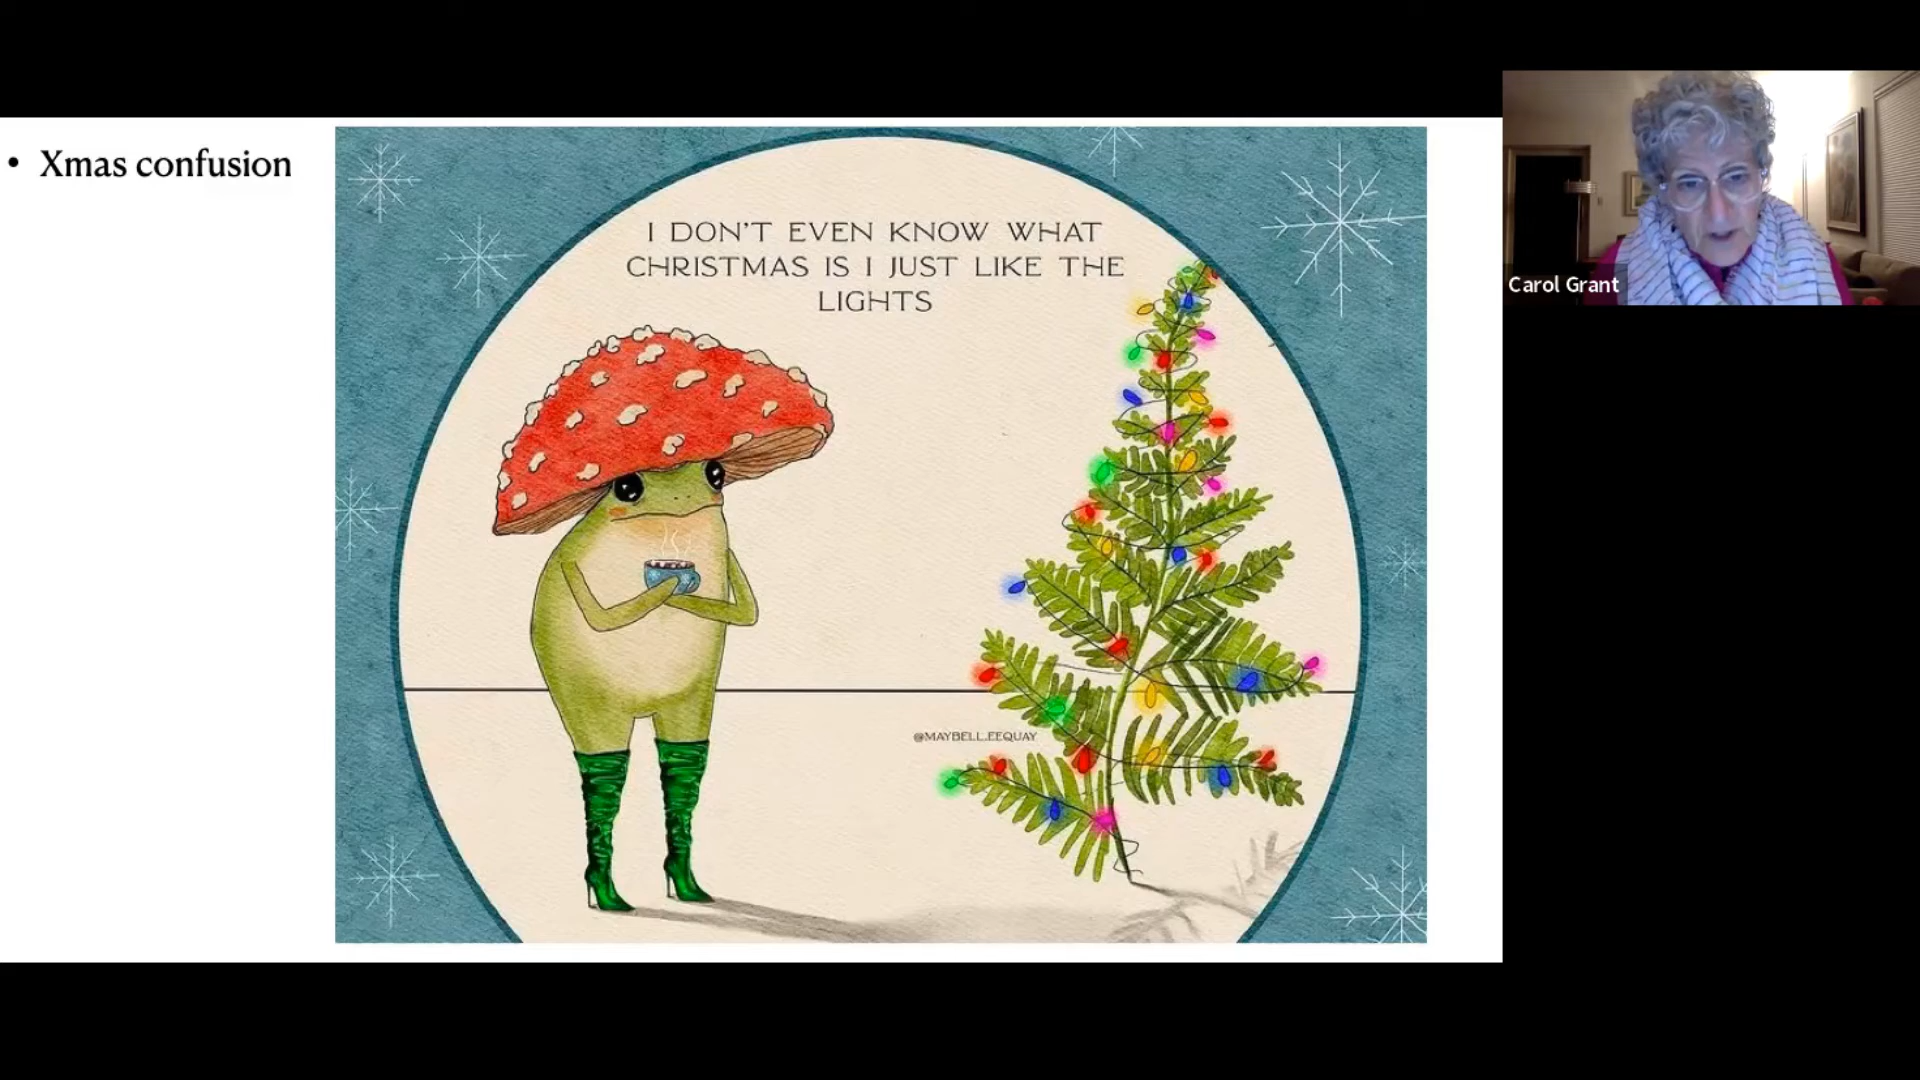 • Xmas confusion
I DON'T EVEN KNOW WHAT
CHRISTMAS IS I JUST LIKE THE
LIGHTS
@MAYBELL.EEQUAY
Carol Grant